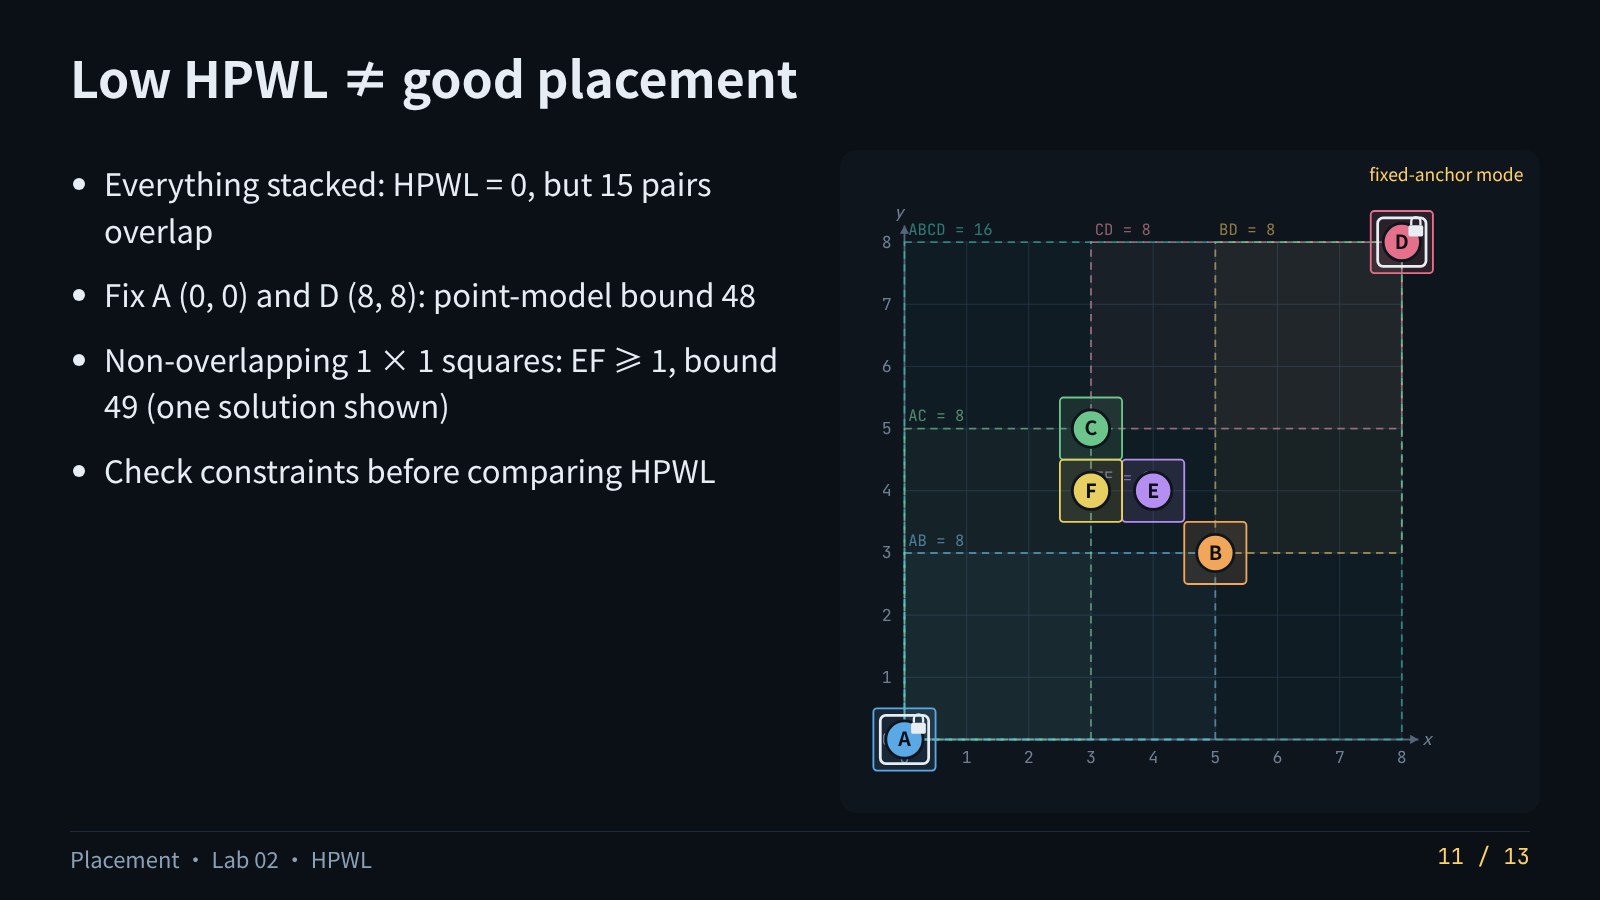 Low HPWL ≠ good placement
• Everything stacked: HPWL = 0, but 15 pairs
overlap
• Fix A (0, 0) and D (8, 8): point-model bound 48
• Non-overlapping 1 × 1 squares: EF ⩾ 1, bound
49 (one solution shown)
• Check constraints before comparing HPWL
fixed-anchor mode
y
ABCD = 16
CD = 8
BD = 8
D
8
7
6
AC = 8
5
C
4
F
E
AB = 8
3
B
2
1
A
1
2
3
4
5
6
7
8
x
Placement • Lab 02 • HPWL
11 / 13